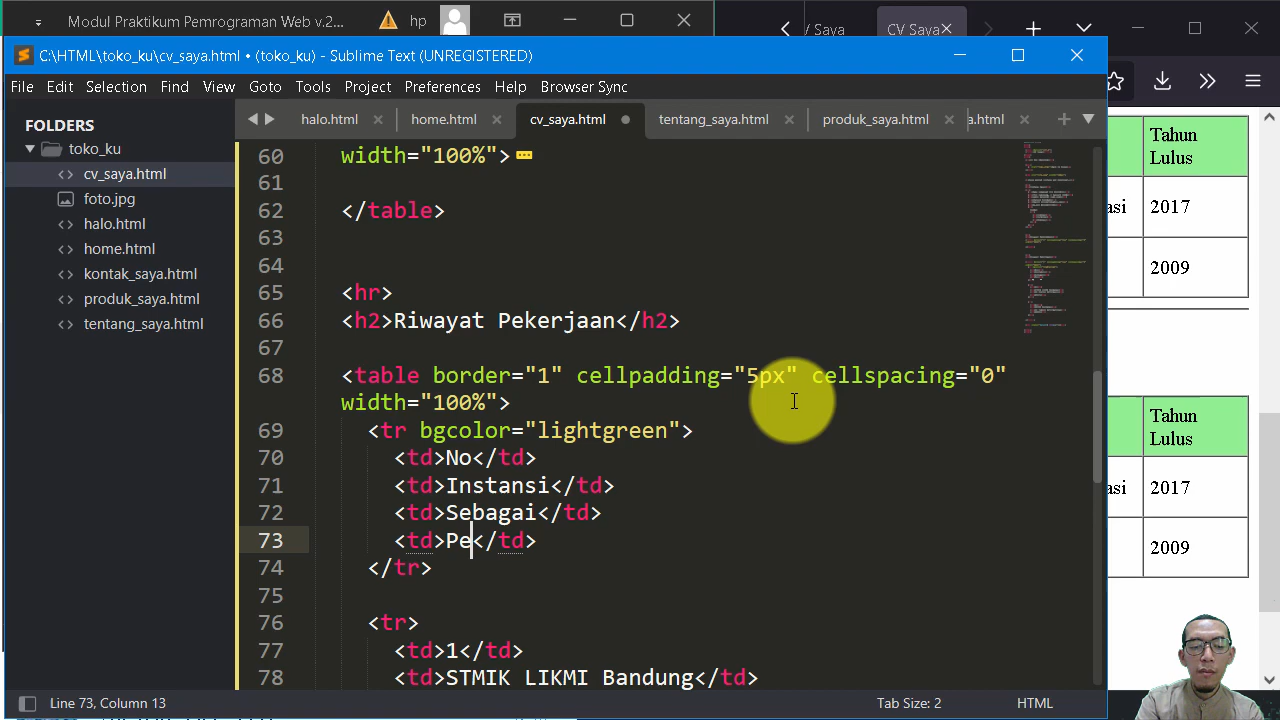 Modul Praktikum Pemrograman Web v.2... hp
/ Saya CV Saya
C:\HTML\toko_ku\cv_saya.html • (toko_ku) - Sublime Text (UNREGISTERED)
File Edit Selection Find View Goto Tools Project Preferences Help Browser Sync
FOLDERS
toko_ku
cv_saya.html
foto.jpg
halo.html
home.html
kontak_saya.html
produk_saya.html
tentang_saya.html
halo.html home.html cv_saya.html tentang_saya.html produk_saya.html a.html
60 width="100%">
61
62 </table>
63
64
65 <hr>
66 <h2>Riwayat Pekerjaan</h2>
67
68 <table border="1" cellpadding="5px" cellspacing="0"
width="100%">
69 <tr bgcolor="lightgreen">
70 <td>No</td>
71 <td>Instansi</td>
72 <td>Sebagai</td>
73 <td>Pe</td>
74 </tr>
75
76 <tr>
77 <td>1</td>
78 <td>STMIK LIKMI Bandung</td>
Tahun
Lulus
asi 2017
2009
Tahun
Lulus
asi 2017
2009
Line 73, Column 13 Tab Size: 2 HTML